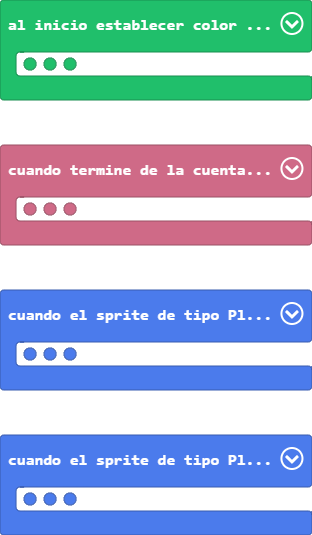 al inicio establecer color ...
cuando termine de la cuenta...
cuando el sprite de tipo Pl...
cuando el sprite de tipo Pl...